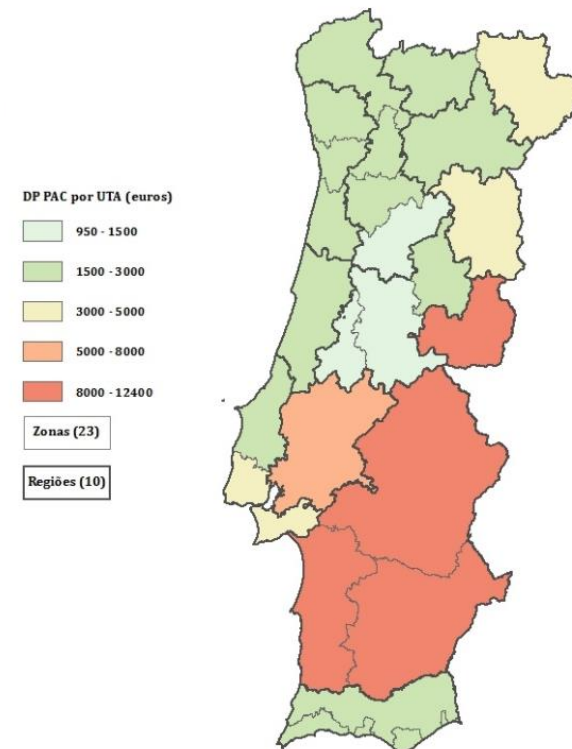 DP PAC por UTA (euros)
950 - 1500
1500 - 3000
3000 - 5000
5000 - 8000
8000 - 12400
Zonas (23)
Regiões (10)